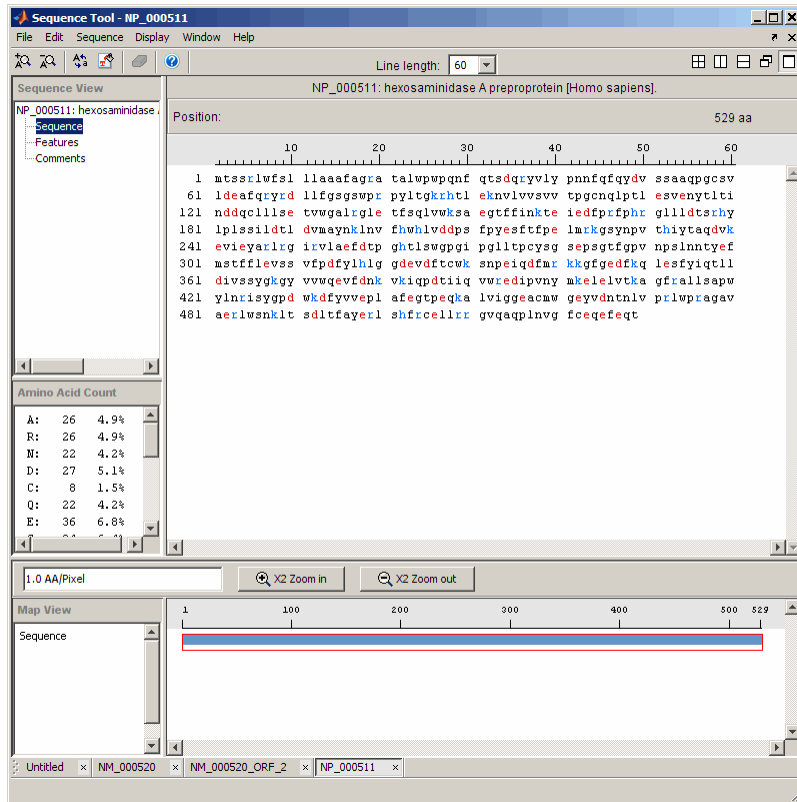 Sequence Tool - NP_000511
File Edit Sequence Display Window Help
Line length: 60
Sequence View
NP_000511: hexosaminidase A preproprotein [Homo sapiens].
NP_000511: hexosaminidase
Sequence
Features
Comments
Position: 529 aa
10 20 30 40 50 60
1 mtssrlwfsl llaaafagra talwpwpqnf qtsdqryvly pnnfqfqydv ssaaqpgcsv
61 ldeafqryrd llfgsgswpr pyltgkrhtl eknvlvvsvv tpgcnqlptl esvenytlti
121 nddqclllse tvwgalrgle tfsqlvwksa egtffinkte iedfprfphr gllldtsrhy
181 lplssildtl dvmaynklnv fhwhlvddps fpyesftfpe lmrkgsynpv thiytaqdvk
241 evieyarlrg irvlaefdtp ghtlswgpgi pglltpcysg sepsgtfgpv npslnntyef
301 mstfflevss vfpdfylhlg gdevdftcwk snpeiqdfmr kkgfgedfkq lesfyiqtll
361 divssygkgy vvwqevfdnk vkiqpdtiiq vwredipvny mkelelvtka gfrallsapw
421 ylnrisygpd wkdfyvvepl afegtpeqka lviggeacmw geyvdntnlv prlwpragav
481 aerlwsnklt sdltfayerl shfrcellrr gvqaqplnvg fceqefeqt
Amino Acid Count
A: 26 4.9%
R: 26 4.9%
N: 22 4.2%
D: 27 5.1%
C: 8 1.5%
Q: 22 4.2%
E: 36 6.8%
1.0 AA/Pixel
X2 Zoom in
X2 Zoom out
Map View
Sequence
1 100 200 300 400 500 529
Untitled × NM_000520 × NM_000520_ORF_2 × NP_000511 ×